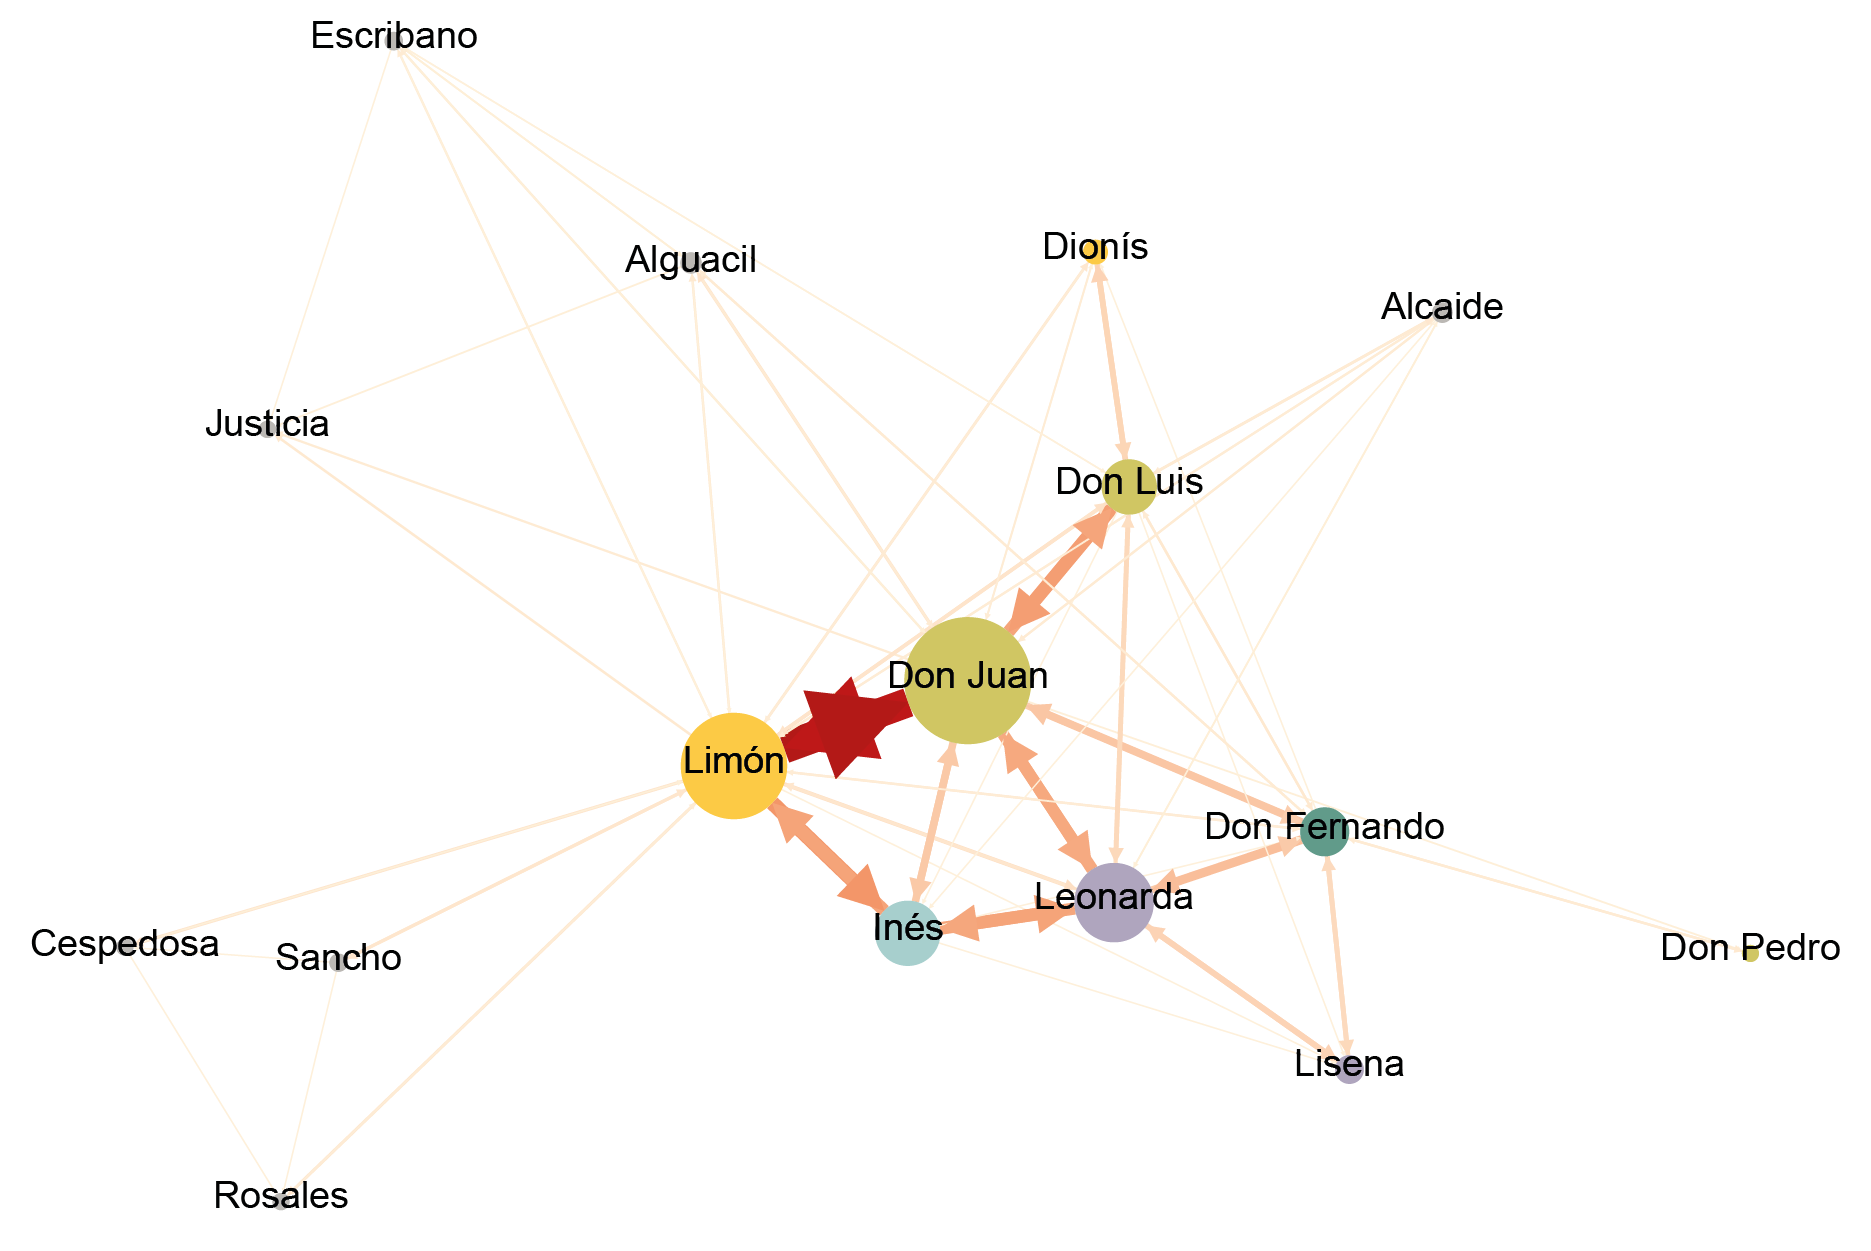 Escribano
Dionís
Alguacil
Alcaide
Justicia
Don Luis
Don Juan
Limón
Don Fernando
Leonarda
Inés
Cespedosa
Sancho
Don Pedro
Lisena
Rosales